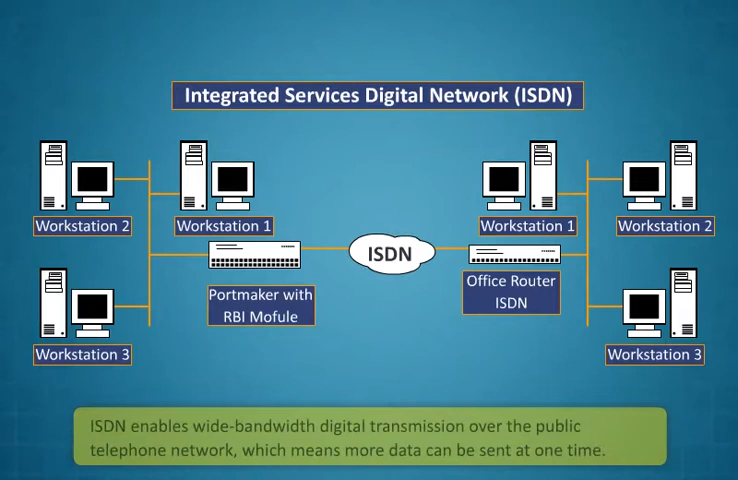 Integrated Services Digital Network (ISDN)
Workstation 2
Workstation 1
Workstation 1
Workstation 2
ISDN
Portmaker with
RBI Mofule
Office Router
ISDN
Workstation 3
Workstation 3
ISDN enables wide-bandwidth digital transmission over the public
telephone network, which means more data can be sent at one time.